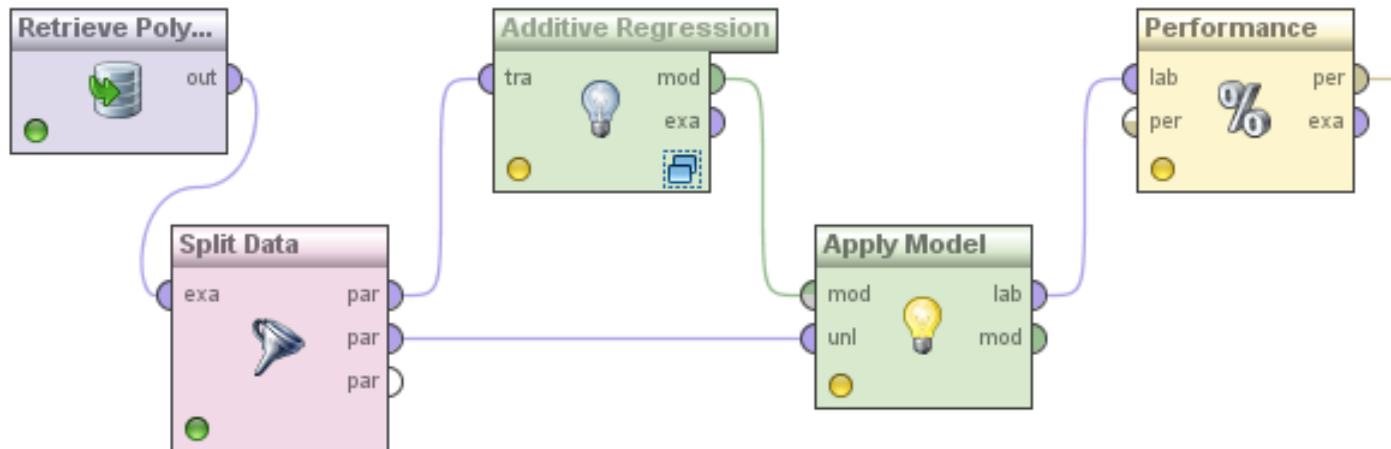 Retrieve Poly...
out
Additive Regression
tra
mod
exa
Performance
lab
per
per
exa
%
Split Data
exa
par
par
par
Apply Model
mod
lab
unl
mod